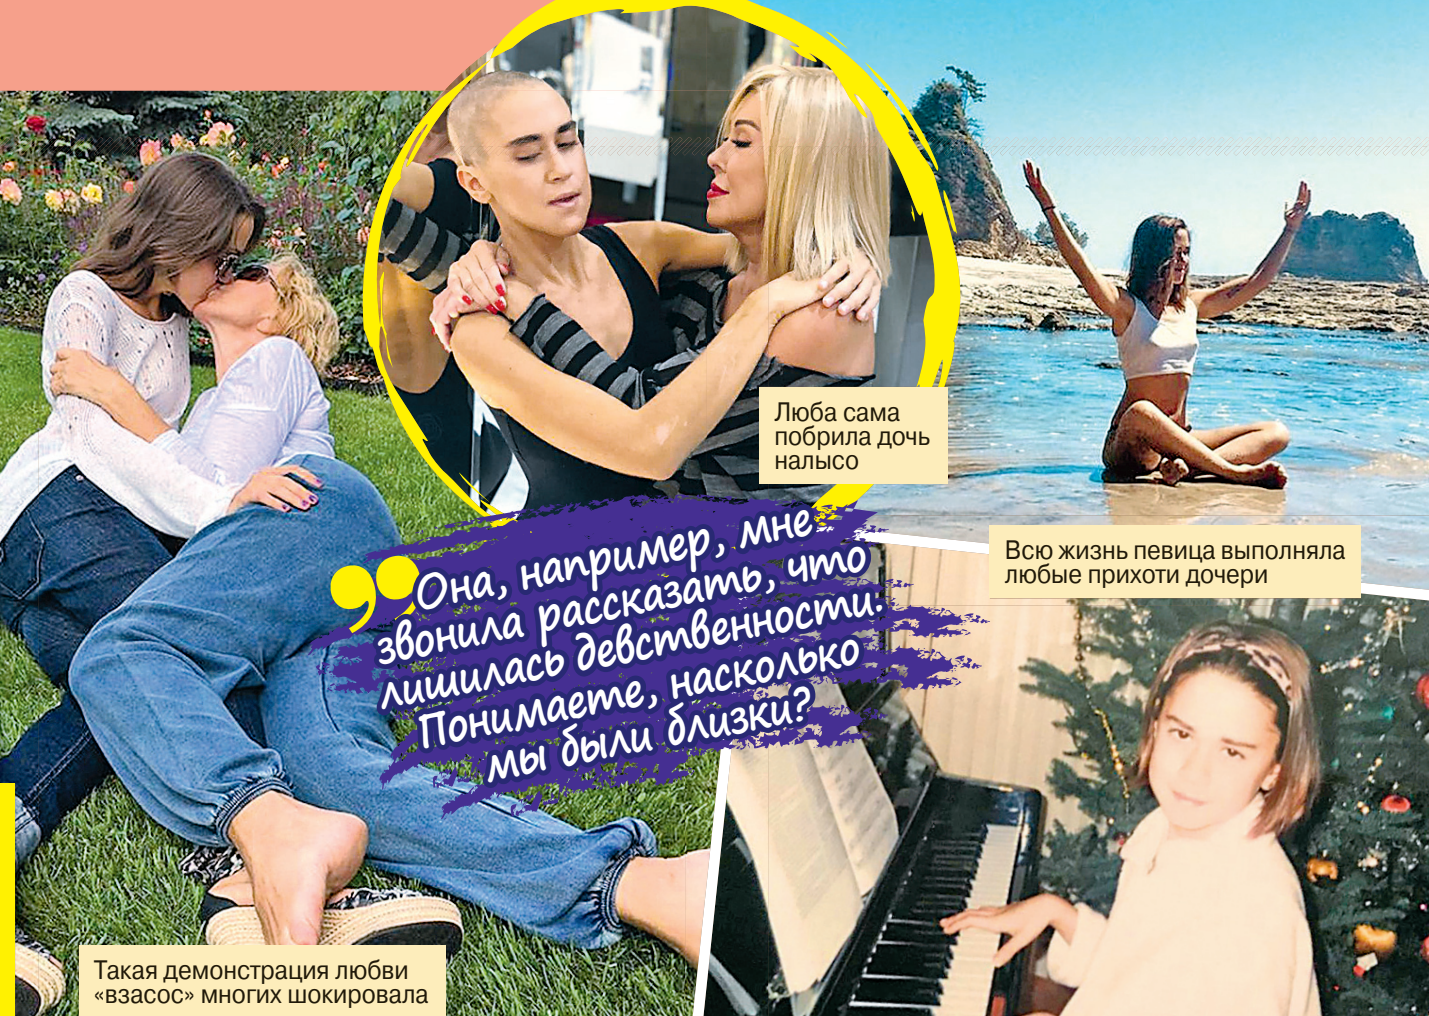 Люба сама
побрила дочь
налысо
Всю жизнь певица выполняла
любые прихоти дочери
Она, например, мне
звонила рассказать, что
лишилась девственности.
Понимаете, насколько
мы были близки?
Такая демонстрация любви
«взасос» многих шокировала